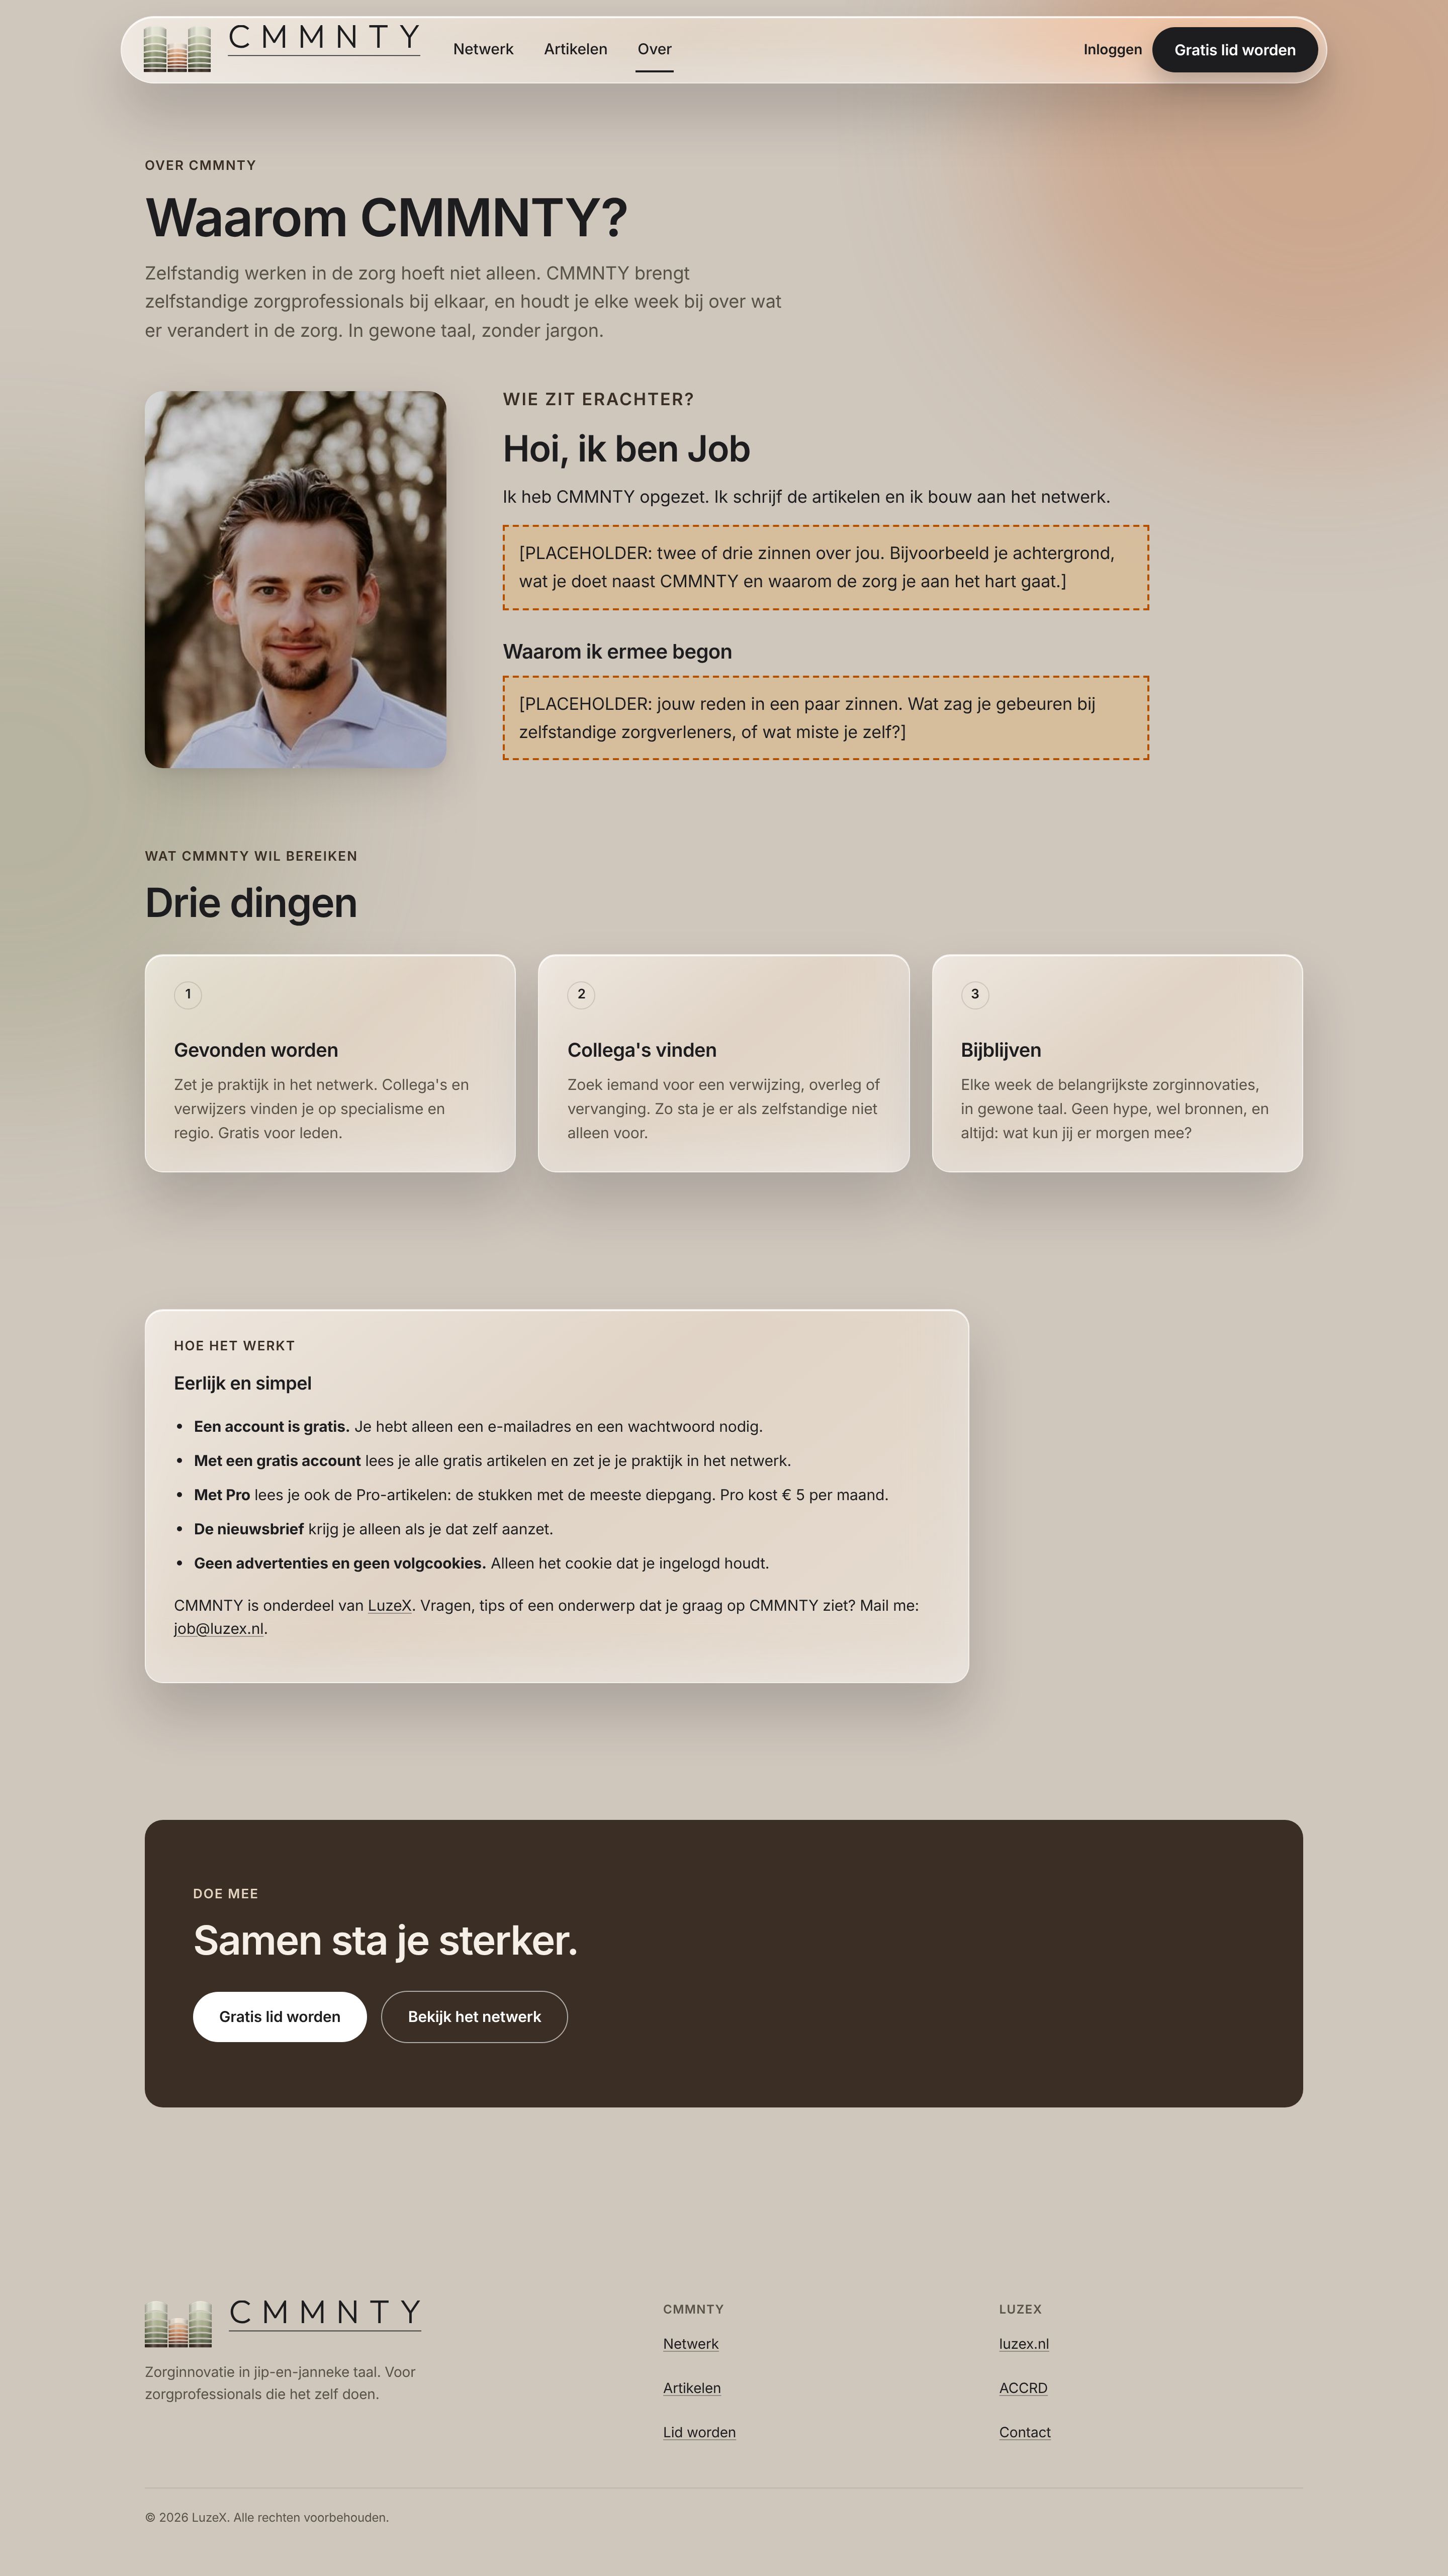 CMMNTY
Netwerk
Artikelen
Over
Inloggen
Gratis lid worden
OVER CMMNTY
Waarom CMMNTY?
Zelfstandig werken in de zorg hoeft niet alleen. CMMNTY brengt
zelfstandige zorgprofessionals bij elkaar, en houdt je elke week bij over wat
er verandert in de zorg. In gewone taal, zonder jargon.
WIE ZIT ERACHTER?
Hoi, ik ben Job
Ik heb CMMNTY opgezet. Ik schrijf de artikelen en ik bouw aan het netwerk.
[PLACEHOLDER: twee of drie zinnen over jou. Bijvoorbeeld je achtergrond,
wat je doet naast CMMNTY en waarom de zorg je aan het hart gaat.]
Waarom ik ermee begon
[PLACEHOLDER: jouw reden in een paar zinnen. Wat zag je gebeuren bij
zelfstandige zorgverleners, of wat miste je zelf?]
WAT CMMNTY WIL BEREIKEN
Drie dingen
1
Gevonden worden
Zet je praktijk in het netwerk. Collega's en
verwijzers vinden je op specialisme en
regio. Gratis voor leden.
2
Collega's vinden
Zoek iemand voor een verwijzing, overleg of
vervanging. Zo sta je er als zelfstandige niet
alleen voor.
3
Bijblijven
Elke week de belangrijkste zorginnovaties,
in gewone taal. Geen hype, wel bronnen, en
altijd: wat kun jij er morgen mee?
HOE HET WERKT
Eerlijk en simpel
• Een account is gratis. Je hebt alleen een e-mailadres en een wachtwoord nodig.
• Met een gratis account lees je alle gratis artikelen en zet je je praktijk in het netwerk.
• Met Pro lees je ook de Pro-artikelen: de stukken met de meeste diepgang. Pro kost € 5 per maand.
• De nieuwsbrief krijg je alleen als je dat zelf aanzet.
• Geen advertenties en geen volgcookies. Alleen het cookie dat je ingelogd houdt.
CMMNTY is onderdeel van LuzeX. Vragen, tips of een onderwerp dat je graag op CMMNTY ziet? Mail me:
job@luzex.nl.
DOE MEE
Samen sta je sterker.
Gratis lid worden
Bekijk het netwerk
CMMNTY
Zorginnovatie in jip-en-janneke taal. Voor
zorgprofessionals die het zelf doen.
CMMNTY
Netwerk
Artikelen
Lid worden
LUZEX
luzex.nl
ACCRD
Contact
© 2026 LuzeX. Alle rechten voorbehouden.